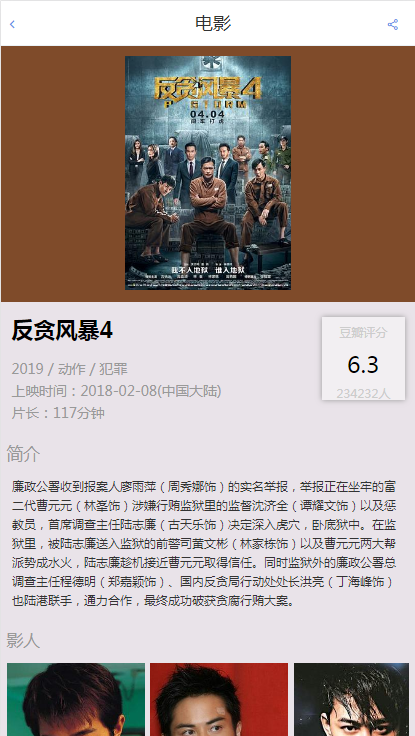 电影
反贪风暴4
P STORM
04.04
我不入地狱 谁入地狱
反贪风暴4
豆瓣评分
6.3
234232人
2019 / 动作 / 犯罪
上映时间：2018-02-08(中国大陆)
片长：117分钟
简介
廉政公署收到报案人廖雨萍（周秀娜饰）的实名举报，举报正在坐牢的富
二代曹元元（林峯饰）涉嫌行贿监狱里的监督沈济全（谭耀文饰）以及惩
教员，首席调查主任陆志廉（古天乐饰）决定深入虎穴，卧底狱中。在监
狱里，被陆志廉送入监狱的前警司黄文彬（林家栋饰）以及曹元元两大帮
派势成水火，陆志廉趁机接近曹元元取得信任。同时监狱外的廉政公署总
调查主任程德明（郑嘉颖饰）、国内反贪局行动处处长洪亮（丁海峰饰）
也陆港联手，通力合作，最终成功破获贪腐行贿大案。
影人